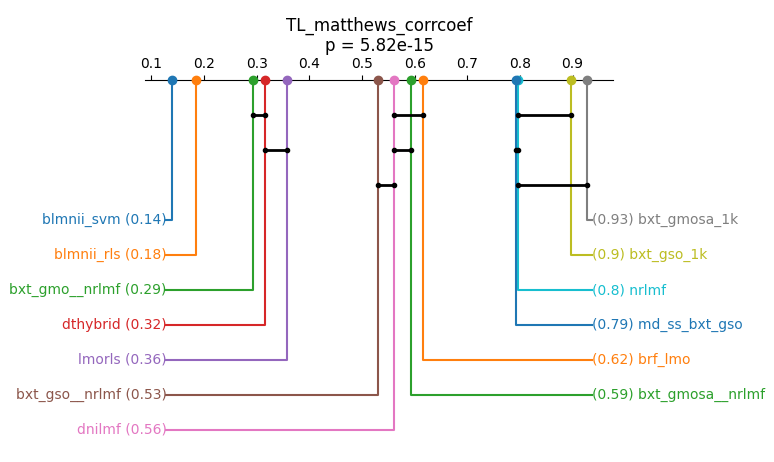 TL_matthews_corrcoef
p = 5.82e-15
0.1 0.2 0.3 0.4 0.5 0.6 0.7 0.8 0.9
blmnii_svm (0.14) (0.93) bxt_gmosa_1k
blmnii_rls (0.18) (0.9) bxt_gso_1k
bxt_gmo__nrlmf (0.29) (0.8) nrlmf
dthybrid (0.32) (0.79) md_ss_bxt_gso
lmorls (0.36) (0.62) brf_lmo
bxt_gso__nrlmf (0.53) (0.59) bxt_gmosa__nrlmf
dnilmf (0.56)